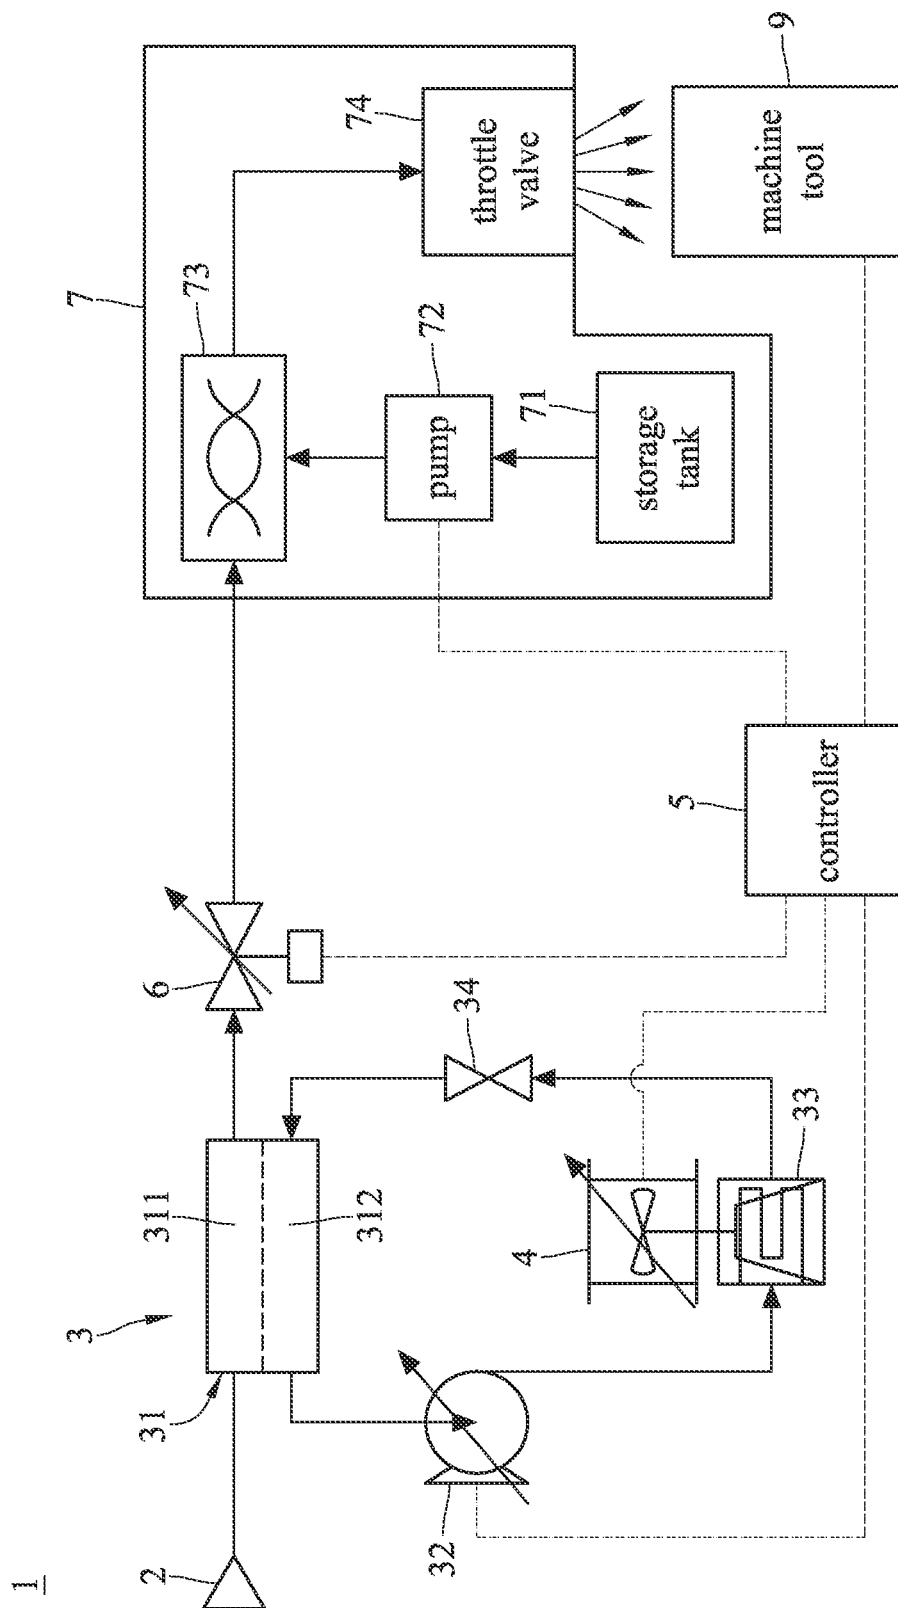 1
2
3
31
311
312
32
33
34
4
5
controller
6
7
71
storage
tank
72
pump
73
74
throttle
valve
9
machine
tool